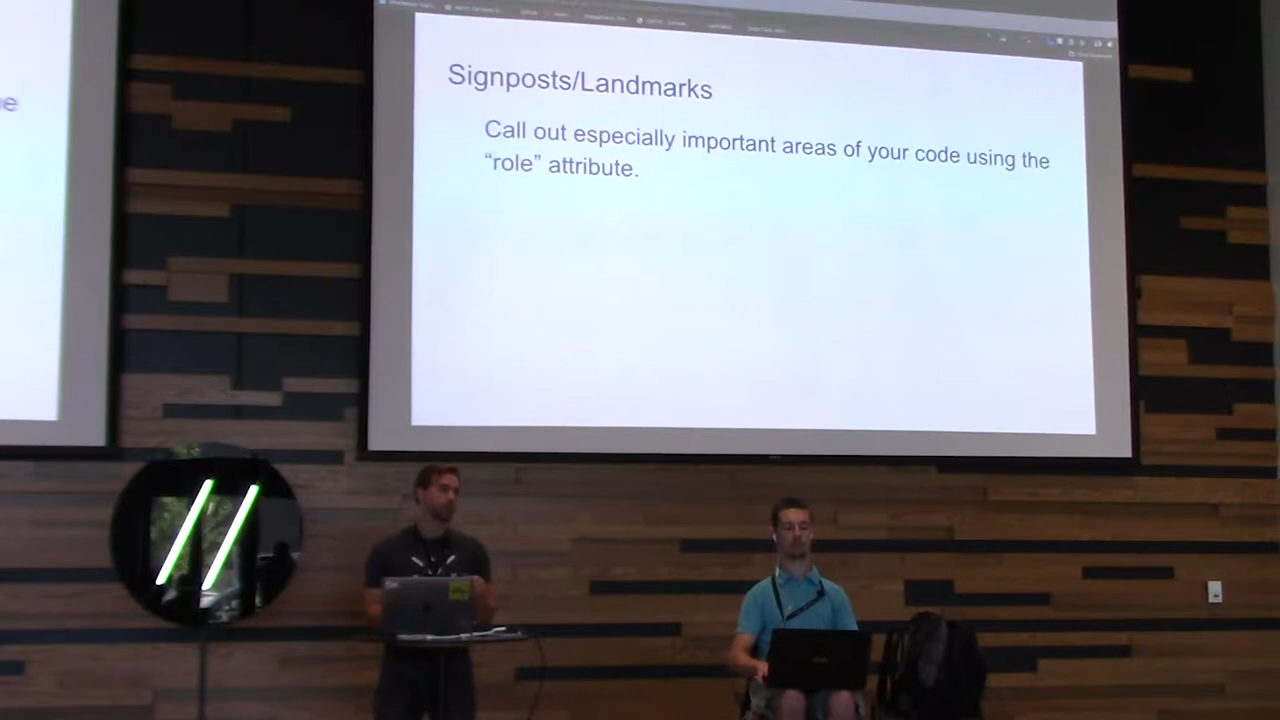 Signposts/Landmarks
Call out especially important areas of your code using the
“role” attribute.